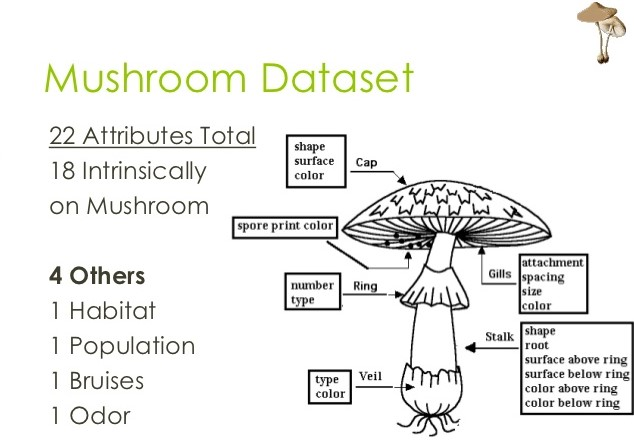 Mushroom Dataset
22 Attributes Total
18 Intrinsically
on Mushroom
4 Others
1 Habitat
1 Population
1 Bruises
1 Odor
shape
surface
color
Cap
spore print color
number
type
Ring
Gills
attachment
spacing
size
color
Stalk
shape
root
surface above ring
surface below ring
color above ring
color below ring
type
color
Veil